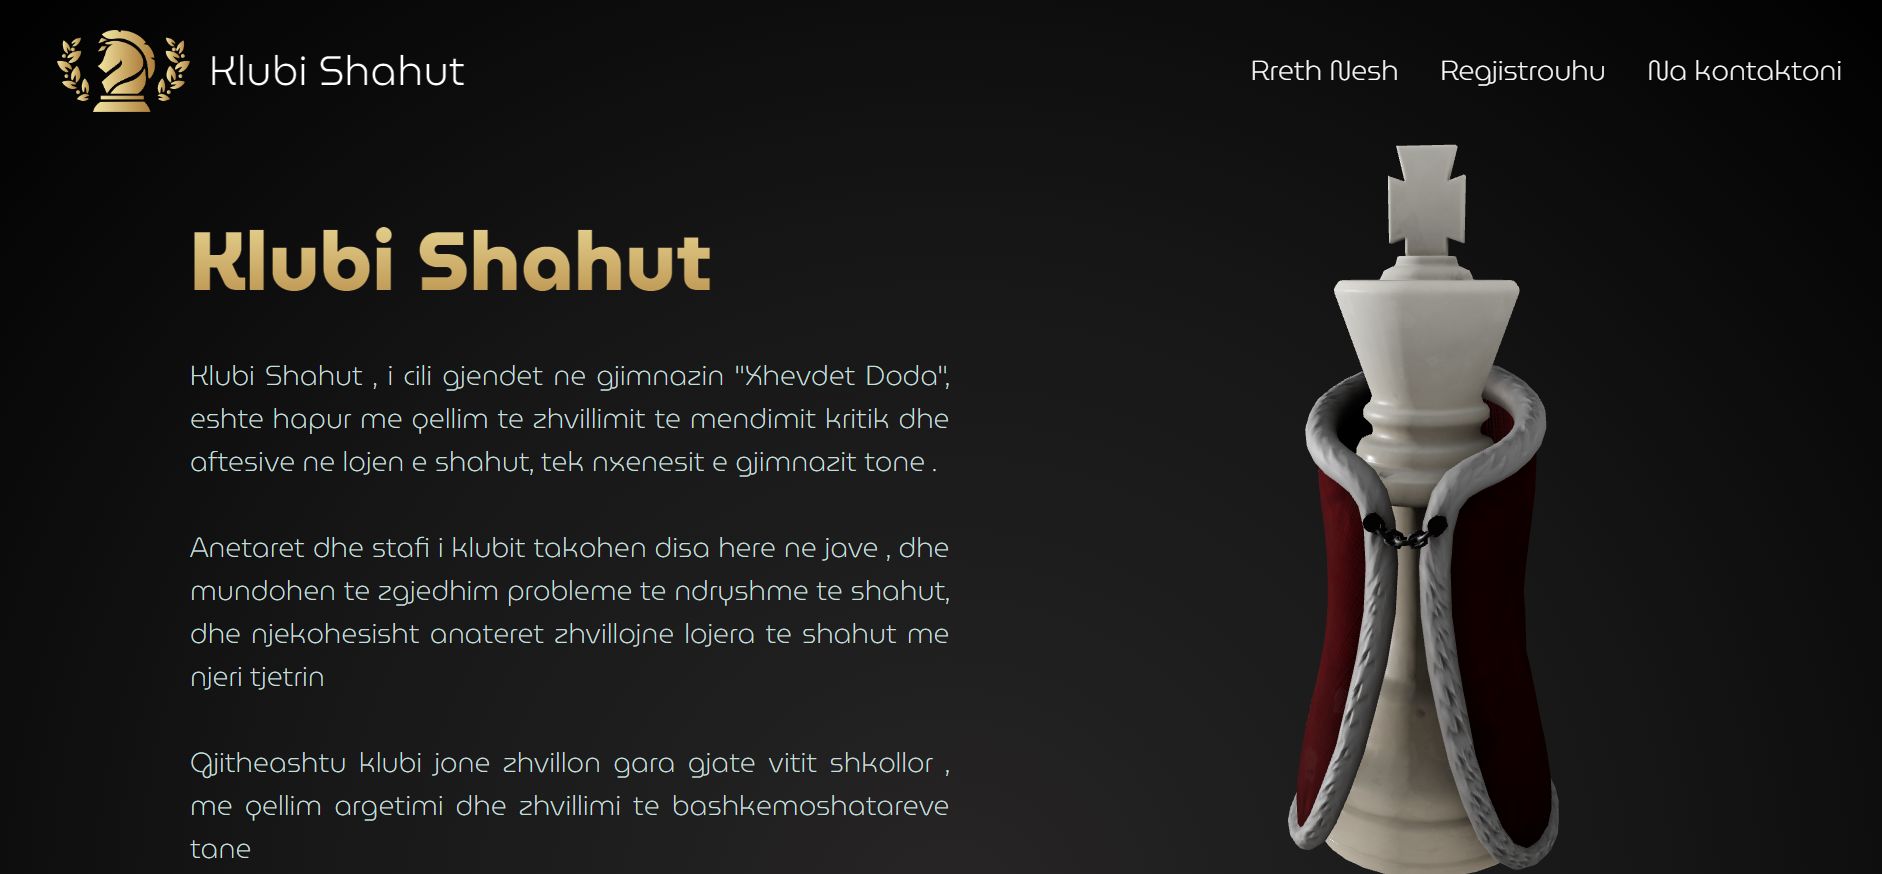 Klubi Shahut
Rreth Nesh
Regjistrouhu
Na kontaktoni
Klubi Shahut
Klubi Shahut , i cili gjendet ne gjimnazin "Xhevdet Doda",
eshte hapur me qellim te zhvillimit te mendimit kritik dhe
aftesive ne lojen e shahut, tek nxenesit e gjimnazit tone .
Anetaret dhe stafi i klubit takohen disa here ne jave , dhe
mundohen te zgjedhim probleme te ndryshme te shahut,
dhe njekohesisht anateret zhvillojne lojera te shahut me
njeri tjetrin
Gjitheashtu klubi jone zhvillon gara gjate vitit shkollor ,
me qellim argetimi dhe zhvillimi te bashkemoshatareve
tane